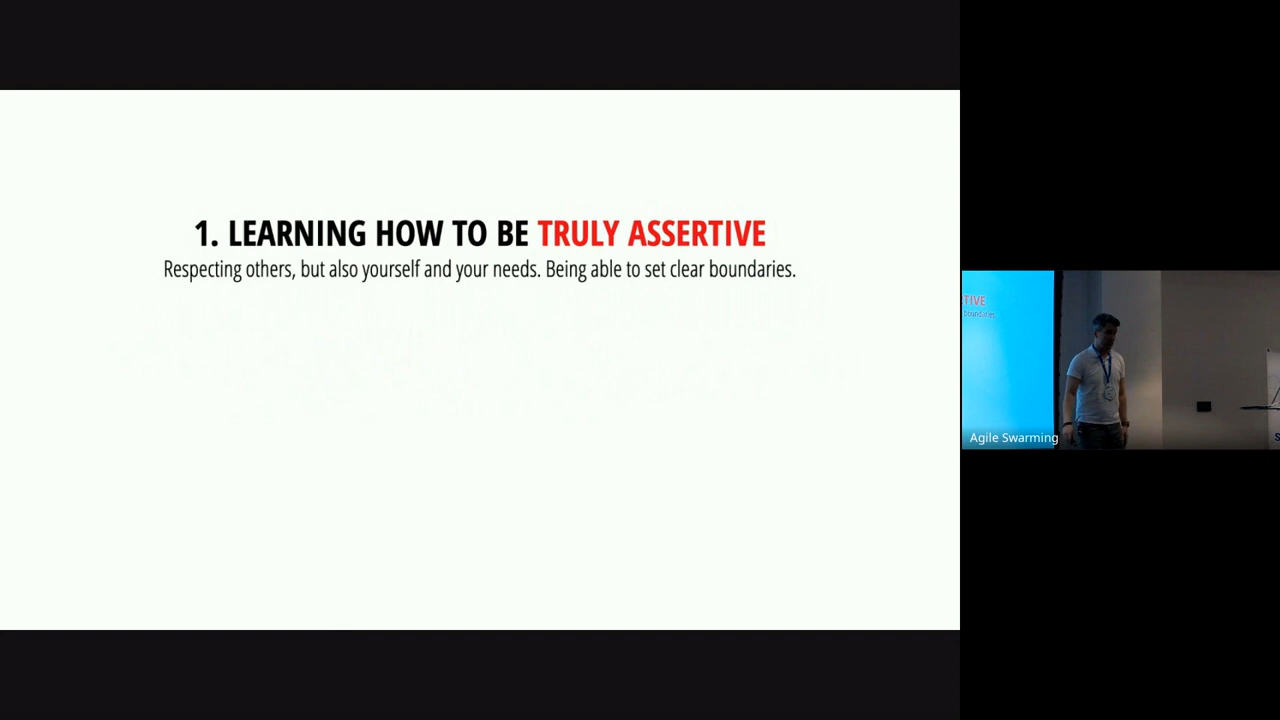 1. LEARNING HOW TO BE TRULY ASSERTIVE
Respecting others, but also yourself and your needs. Being able to set clear boundaries.
TIVE
boundaries.
Agile Swarming
S